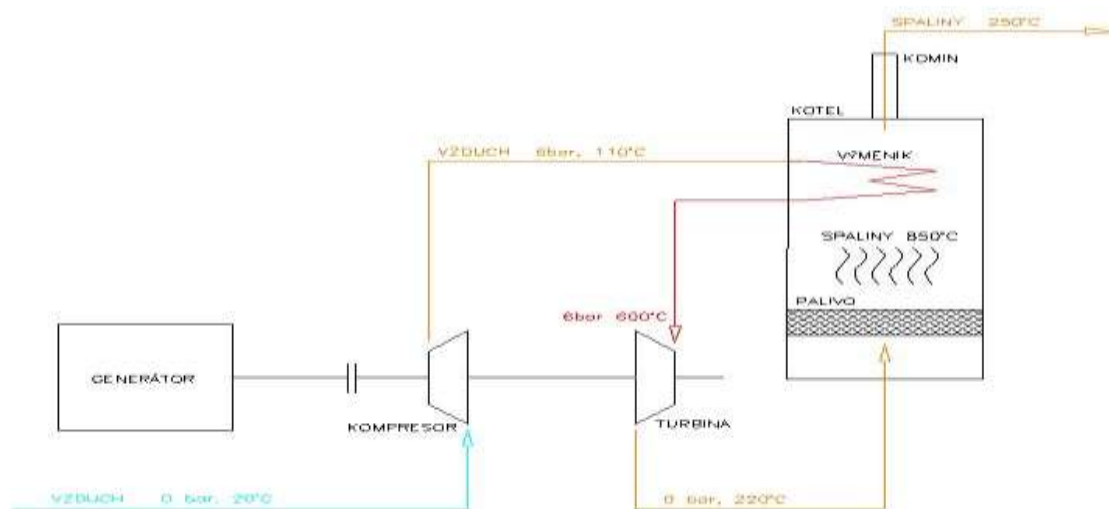 SPALINY 250°C
KOMIN
KOTEL
VZDUCH 6bar, 110°C
VÝMENIK
SPALINY 850°C
PALIVO
6bar 600°C
GENERÁTOR
KOMPRESOR
TURBINA
VZDUCH 0 bar, 20°C
0 bar, 220°C